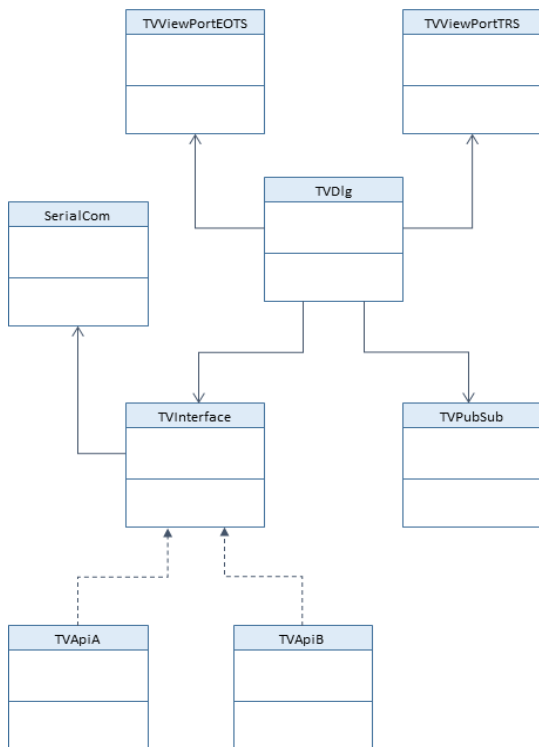 TVViewPortEOTS
TVViewPortTRS
TVDlg
SerialCom
TVInterface
TVPubSub
TVApiA
TVApiB